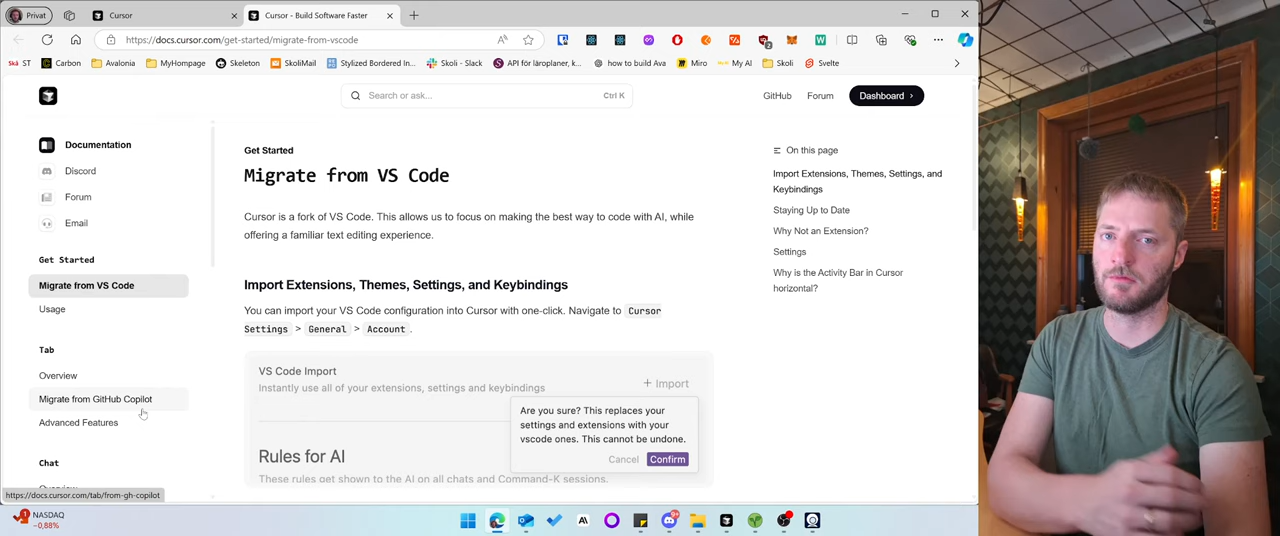 Privat
Cursor
Cursor - Build Software Faster
https://docs.cursor.com/get-started/migrate-from-vscode
Skå ST
Carbon
Avalonia
MyHompage
Skeleton
SkoliMail
Stylized Bordered In...
Skoli - Slack
API för läroplaner, k...
how to build Ava
Miro
My AI
Skoli
Svelte
Search or ask...
Ctrl K
GitHub
Forum
Dashboard
Documentation
Discord
Forum
Email
Get Started
Migrate from VS Code
Usage
Tab
Overview
Migrate from GitHub Copilot
Advanced Features
Chat
https://docs.cursor.com/tab/from-gh-copilot
Get Started
Migrate from VS Code
Cursor is a fork of VS Code. This allows us to focus on making the best way to code with AI, while
offering a familiar text editing experience.
Import Extensions, Themes, Settings, and Keybindings
You can import your VS Code configuration into Cursor with one-click. Navigate to Cursor
Settings > General > Account.
VS Code Import
Instantly use all of your extensions, settings and keybindings
+ Import
Are you sure? This replaces your
settings and extensions with your
vscode ones. This cannot be undone.
Cancel Confirm
Rules for AI
These rules get shown to the AI on all chats and Command-K sessions.
On this page
Import Extensions, Themes, Settings, and
Keybindings
Staying Up to Date
Why Not an Extension?
Settings
Why is the Activity Bar in Cursor
horizontal?
1
NASDAQ
−0,88%
9+